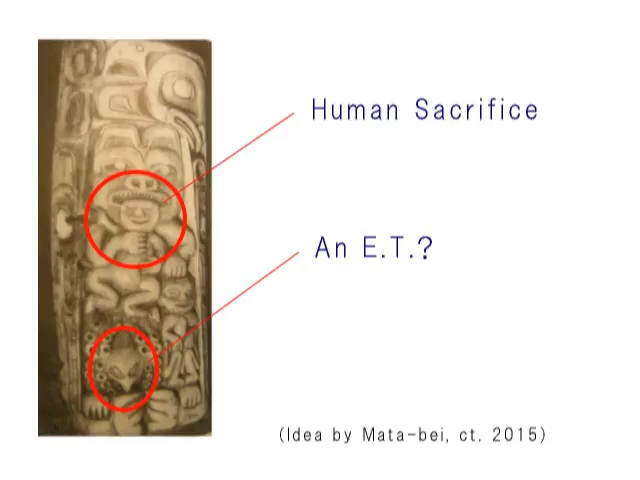 Human Sacrifice
An E.T.?
(Idea by Mata-bei, ct. 2015)